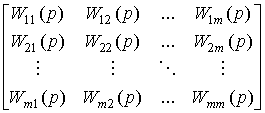 W₁₁(p) W₁₂(p) ... W₁ₘ(p)
W₂₁(p) W₂₂(p) ... W₂ₘ(p)
⋮ ⋮ ⋱ ⋮
Wₘ₁(p) Wₘ₂(p) ... Wₘₘ(p)